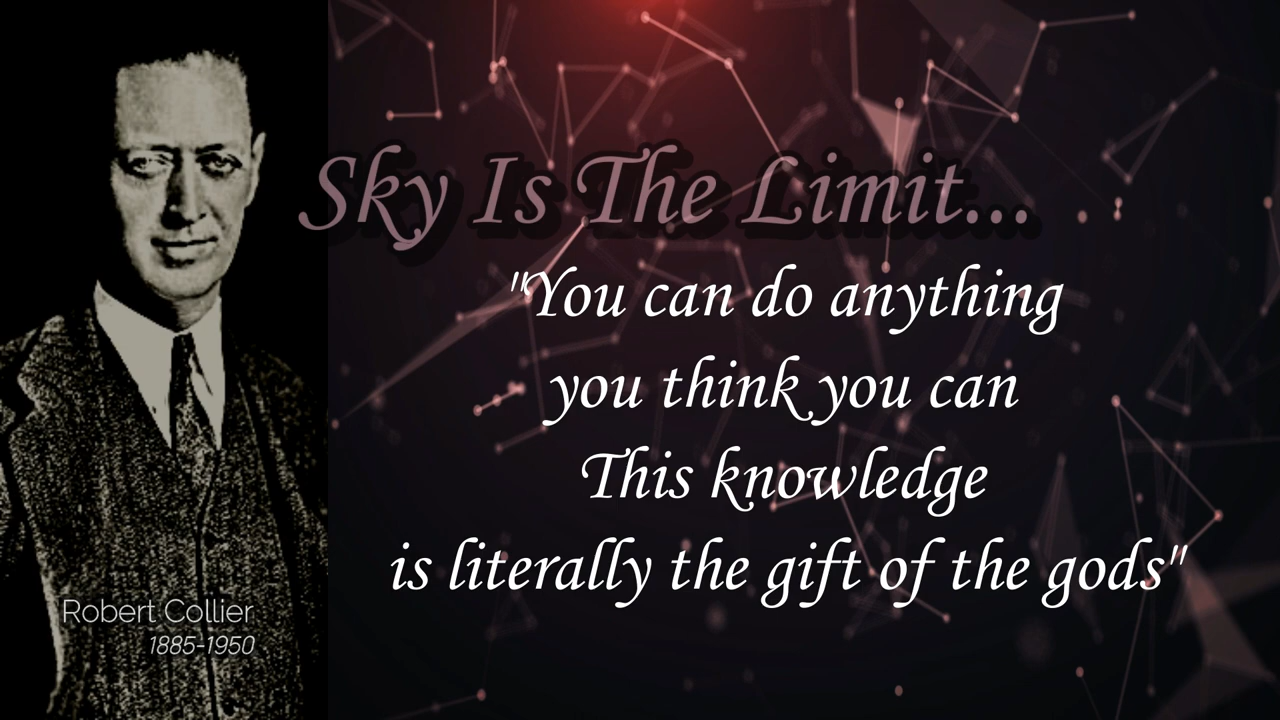 Sky Is The Limit...
"You can do anything
you think you can
This knowledge
is literally the gift of the gods"
Robert Collier
1885-1950